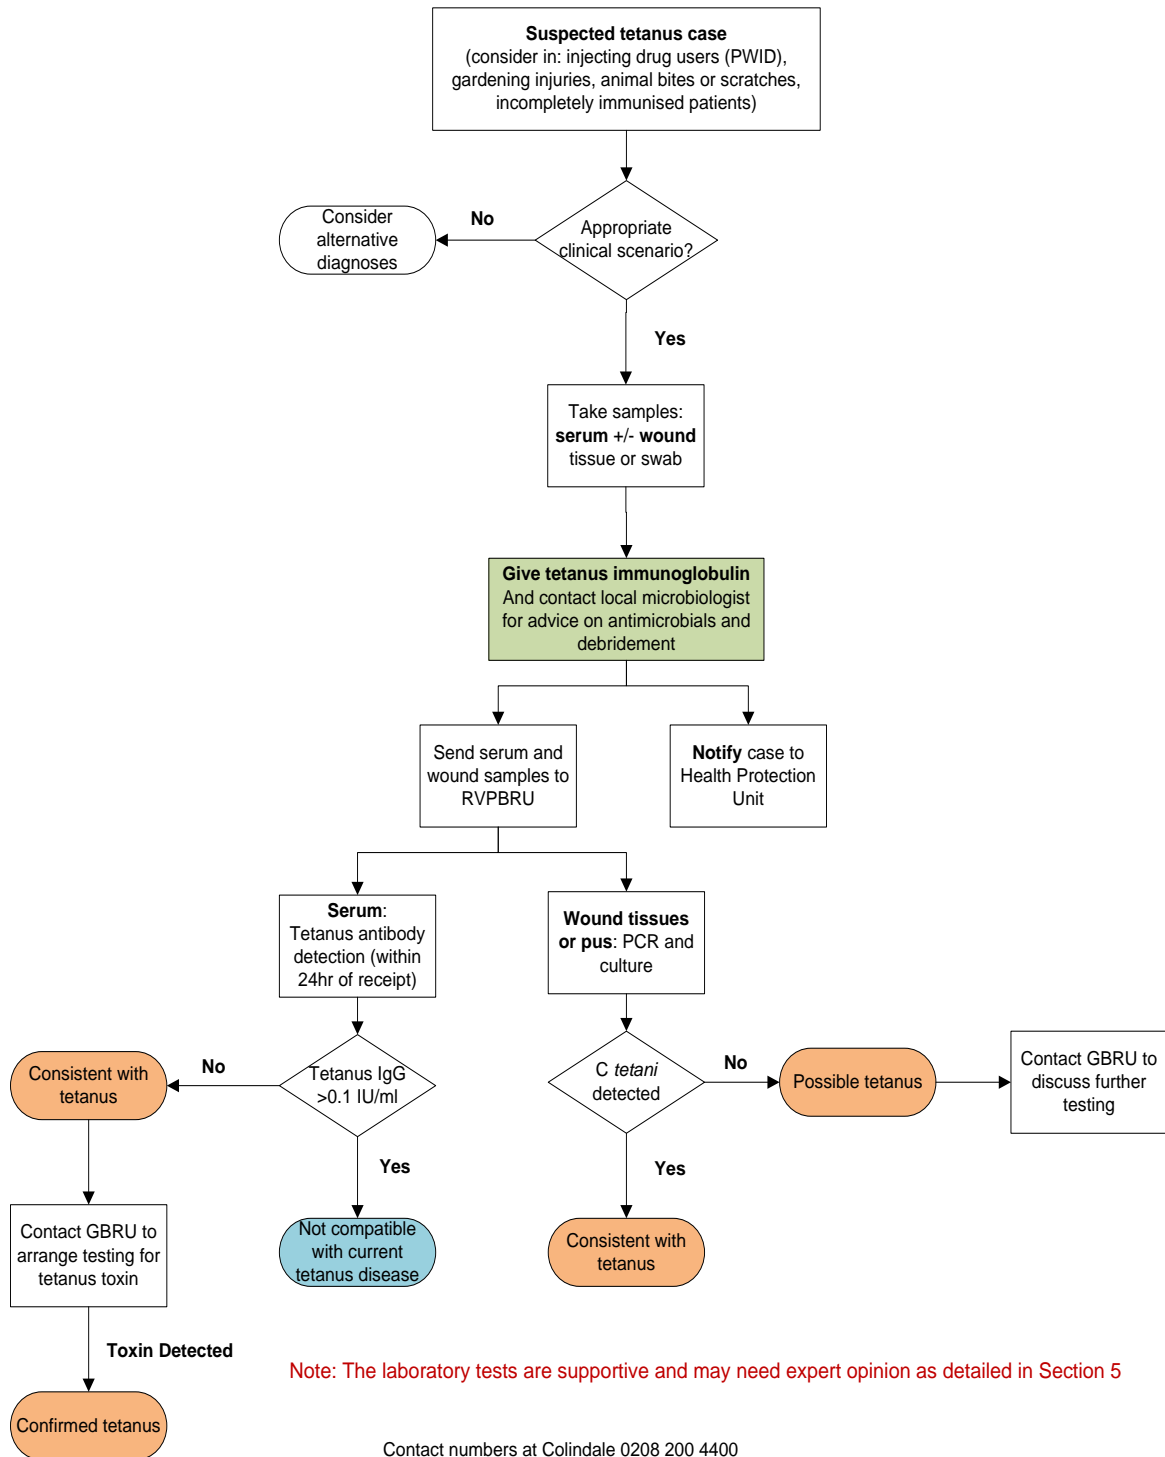 Suspected tetanus case
(consider in: injecting drug users (PWID),
gardening injuries, animal bites or scratches,
incompletely immunised patients)
Appropriate
clinical scenario?
No
Consider
alternative
diagnoses
Yes
Take samples:
serum +/- wound
tissue or swab
Give tetanus immunoglobulin
And contact local microbiologist
for advice on antimicrobials and
debridement
Send serum and
wound samples to
RVPBRU
Notify case to
Health Protection
Unit
Serum:
Tetanus antibody
detection (within
24hr of receipt)
Wound tissues
or pus: PCR and
culture
Tetanus IgG
>0.1 IU/ml
No
Consistent with
tetanus
Yes
Not compatible
with current
tetanus disease
C tetani
detected
No
Possible tetanus
Contact GBRU to
discuss further
testing
Yes
Consistent with
tetanus
Contact GBRU to
arrange testing for
tetanus toxin
Toxin Detected
Confirmed tetanus
Note: The laboratory tests are supportive and may need expert opinion as detailed in Section 5
Contact numbers at Colindale 0208 200 4400